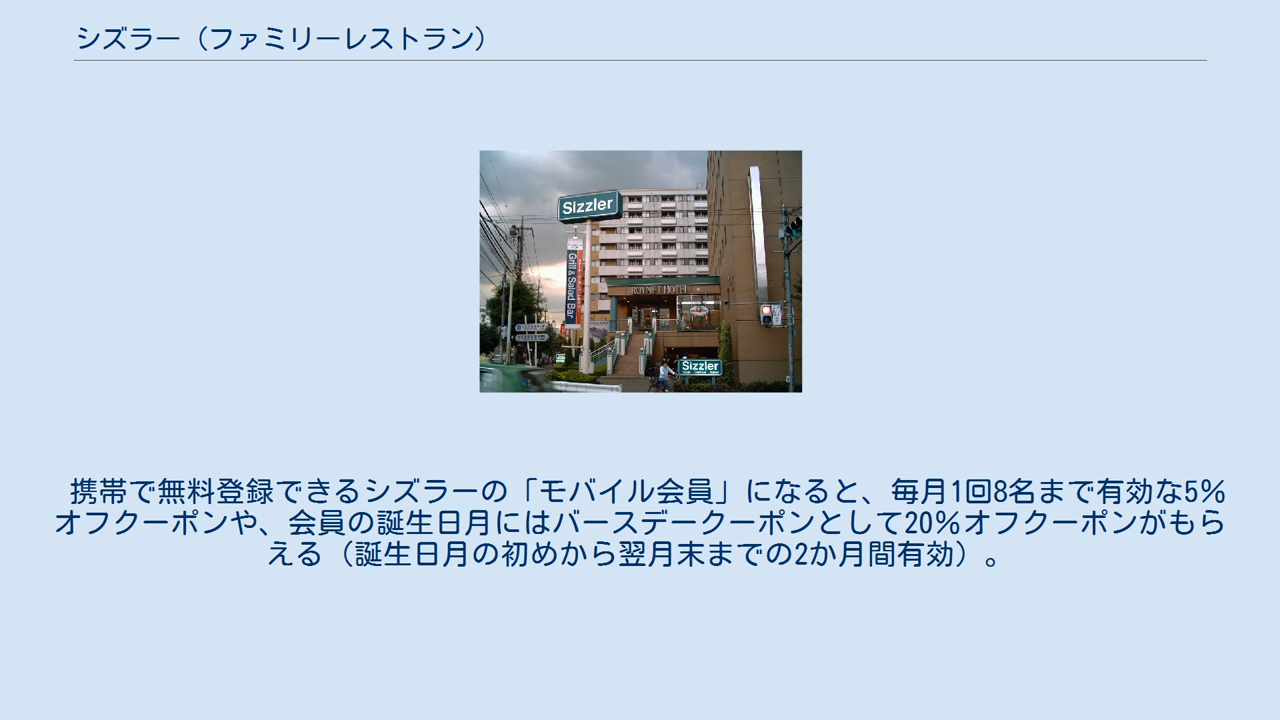 シズラー（ファミリーレストラン）
Sizzler
Grill & Salad Bar
ROYNET HOTEL
Sizzler
携帯で無料登録できるシズラーの「モバイル会員」になると、毎月1回8名まで有効な5%
オフクーポンや、会員の誕生日月にはバースデークーポンとして20%オフクーポンがもら
える（誕生日月の初めから翌月末までの2か月間有効）。